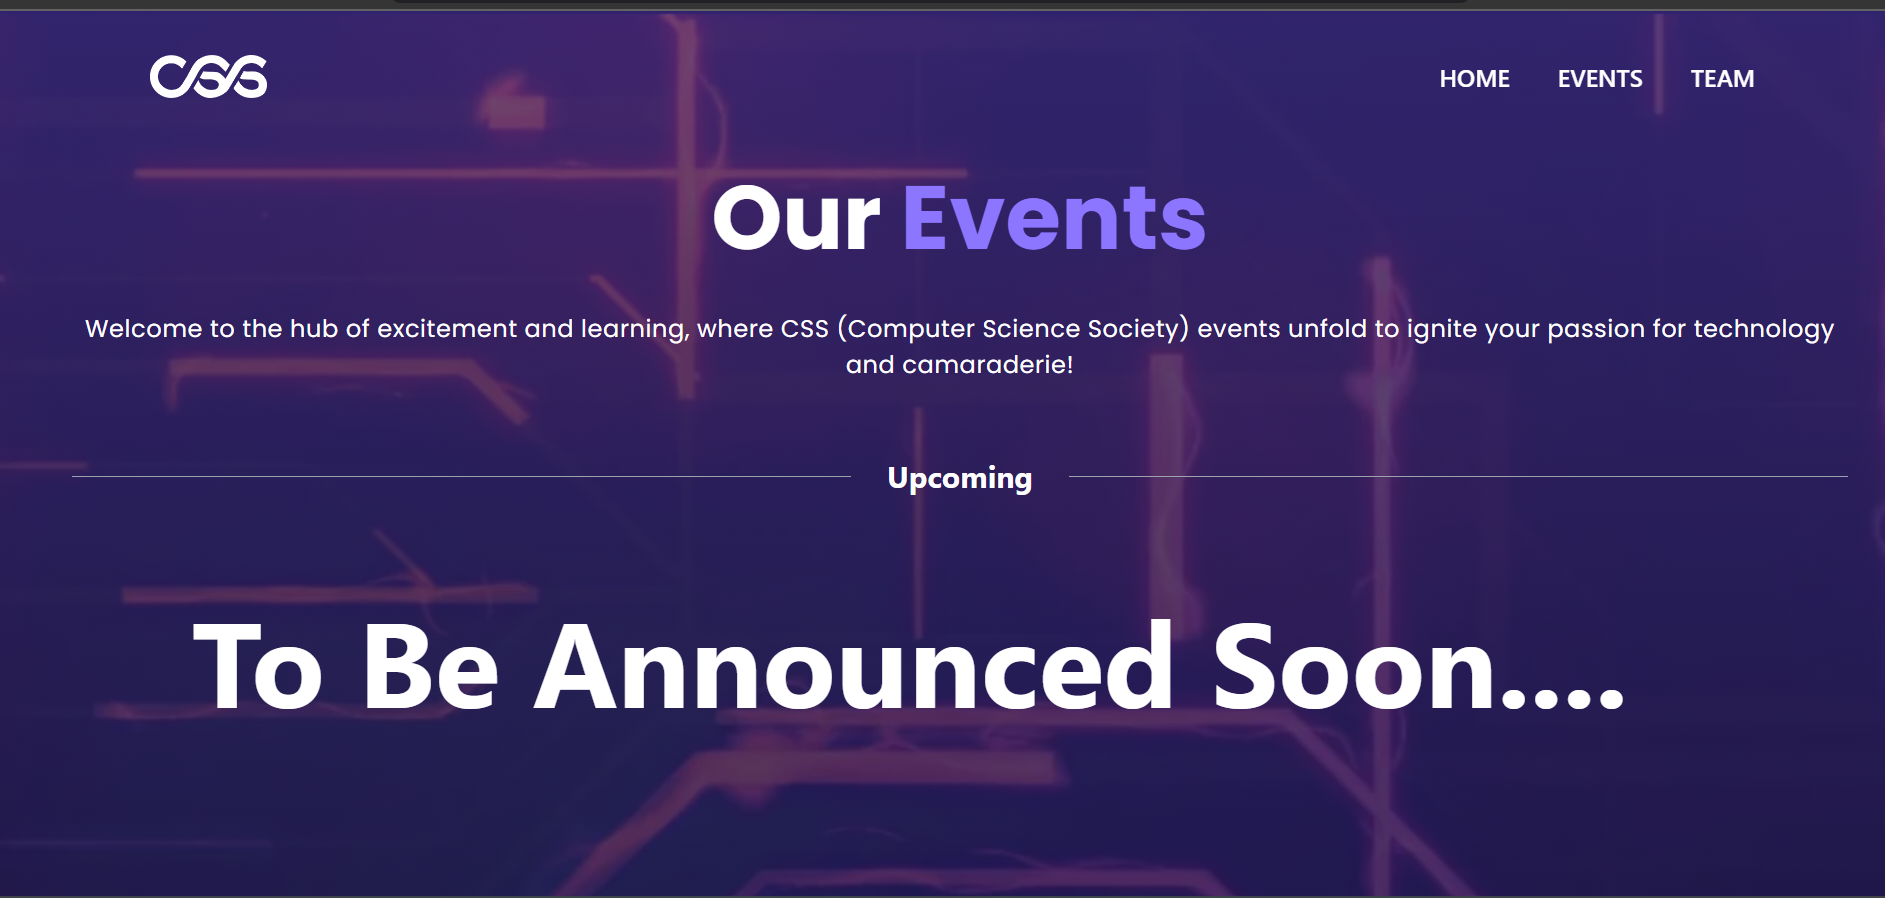 CSS
HOME EVENTS TEAM
Our Events
Welcome to the hub of excitement and learning, where CSS (Computer Science Society) events unfold to ignite your passion for technology
and camaraderie!
Upcoming
To Be Announced Soon....